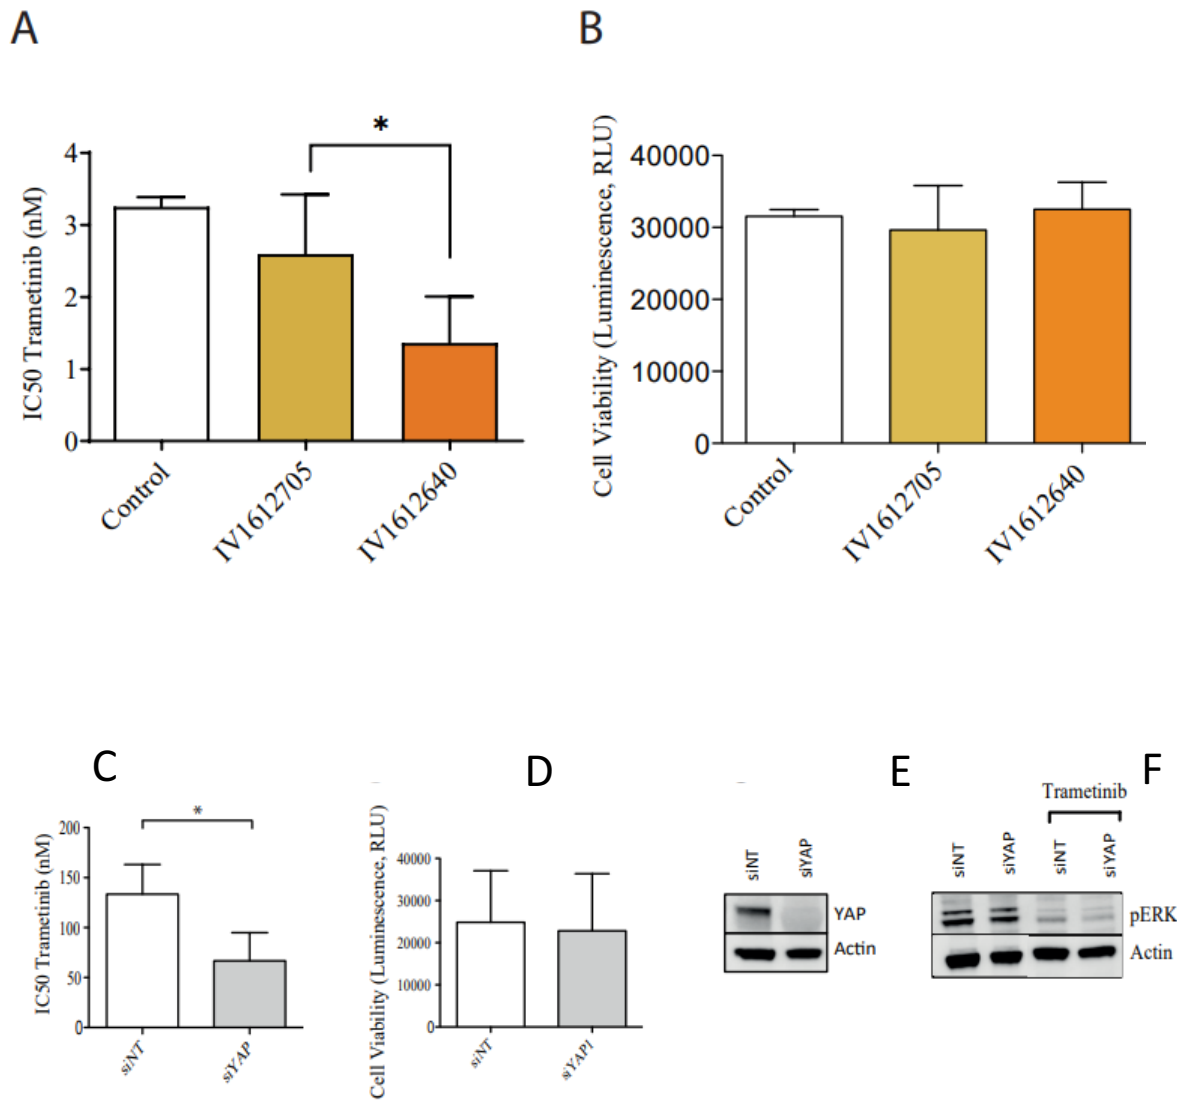 A
B
*
4
3
2
1
0
IC50 Trametinib (nM)
Control
IV1612705
IV1612640
40000
30000
20000
10000
0
Cell Viability (Luminescence, RLU)
Control
IV1612705
IV1612640
C
D
E
F
*
200
150
100
50
0
IC50 Trametinib (nM)
siNT
siYAP
40000
30000
20000
10000
0
Cell Viability (Luminescence, RLU)
siNT
siYAP1
siNT
siYAP
YAP
Actin
Trametinib
siNT
siYAP
siNT
siYAP
pERK
Actin